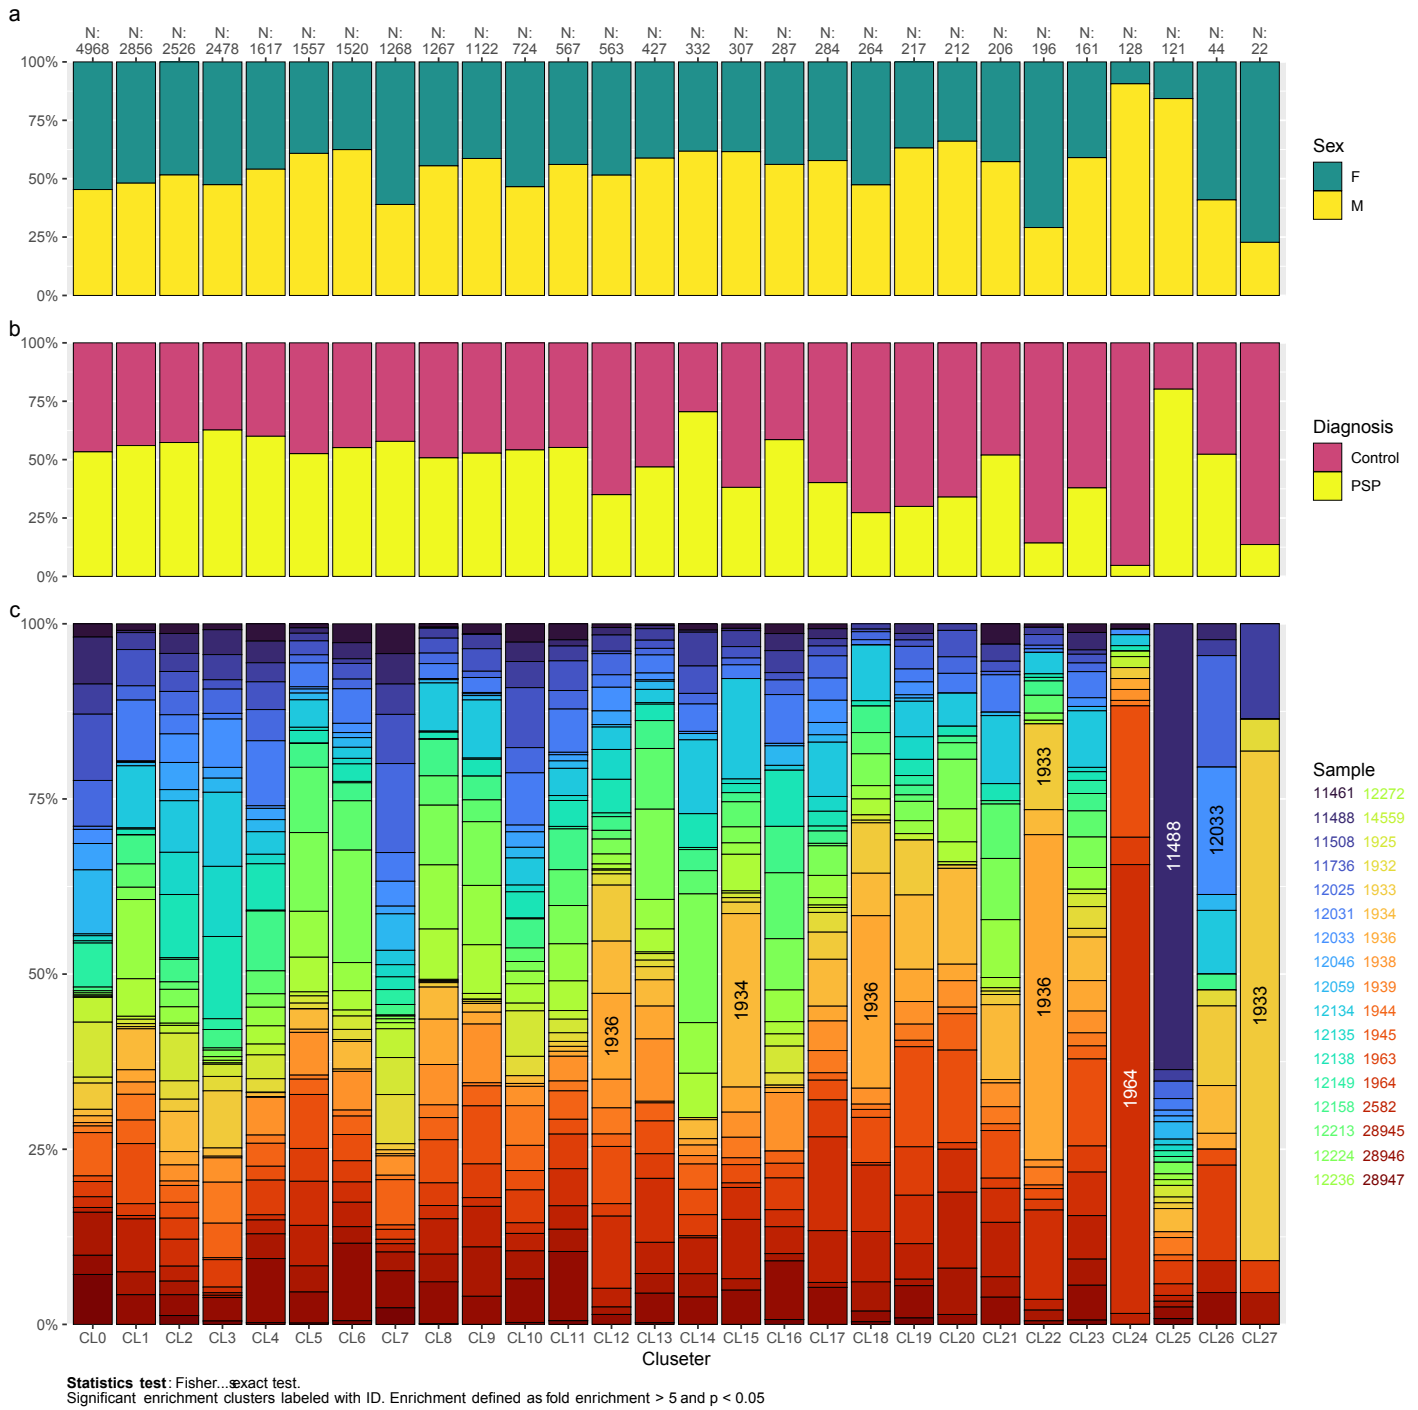 a
N: N: N: N: N: N: N: N: N: N: N: N: N: N: N: N: N: N: N: N: N: N: N: N: N: N: N: N:
4968 2856 2526 2478 1617 1557 1520 1268 1267 1122 724 567 563 427 332 307 287 284 264 217 212 206 196 161 128 121 44 22
100%
75%
50%
25%
0%
Sex
F
M
b
100%
75%
50%
25%
0%
Diagnosis
Control
PSP
c
100%
75%
50%
25%
0%
1936
1934
1936
1933
1936
1964
11488
12033
1933
CL0 CL1 CL2 CL3 CL4 CL5 CL6 CL7 CL8 CL9 CL10 CL11 CL12 CL13 CL14 CL15 CL16 CL17 CL18 CL19 CL20 CL21 CL22 CL23 CL24 CL25 CL26 CL27
Cluseter
Sample
11461 12272
11488 14559
11508 1925
11736 1932
12025 1933
12031 1934
12033 1936
12046 1938
12059 1939
12134 1944
12135 1945
12138 1963
12149 1964
12158 2582
12213 28945
12224 28946
12236 28947
Statistics test: Fisher...s exact test.
Significant enrichment clusters labeled with ID. Enrichment defined as fold enrichment > 5 and p < 0.05